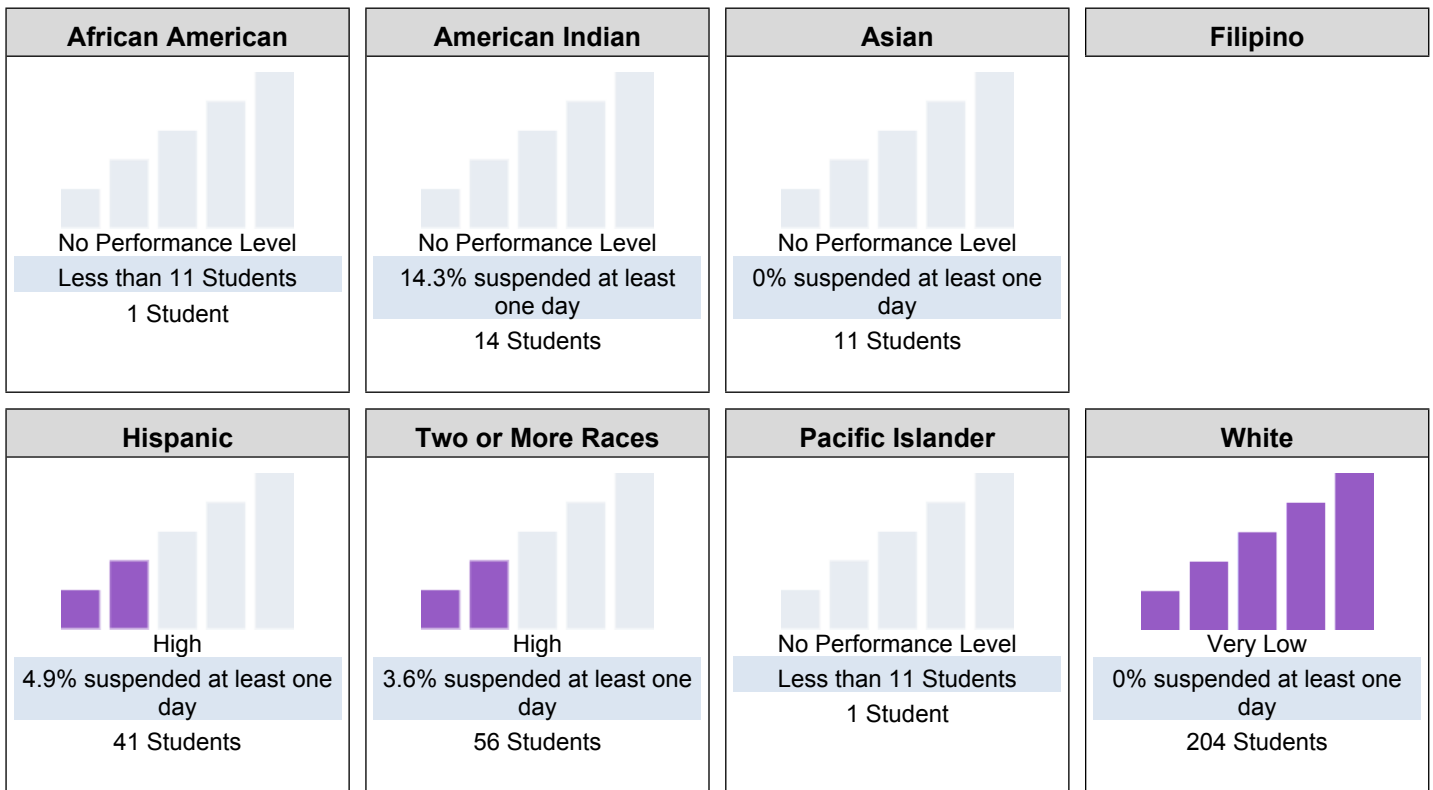 African American
No Performance Level
Less than 11 Students
1 Student
American Indian
No Performance Level
14.3% suspended at least
one day
14 Students
Asian
No Performance Level
0% suspended at least one
day
11 Students
Filipino
Hispanic
High
4.9% suspended at least one
day
41 Students
Two or More Races
High
3.6% suspended at least one
day
56 Students
Pacific Islander
No Performance Level
Less than 11 Students
1 Student
White
Very Low
0% suspended at least one
day
204 Students